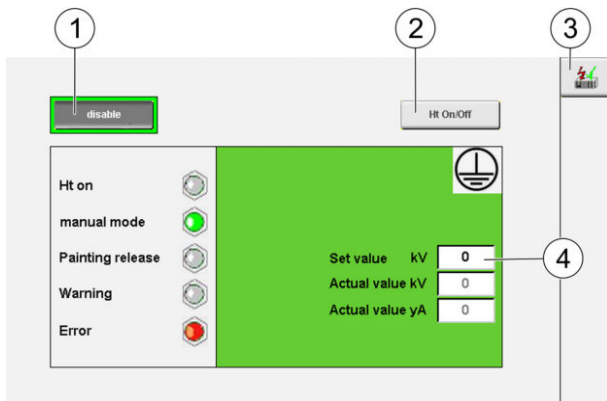 1
2
3
disable
Ht On/Off
Ht on
manual mode
Painting release
Warning
Error
Set value kV 0
Actual value kV 0
Actual value yA 0
4